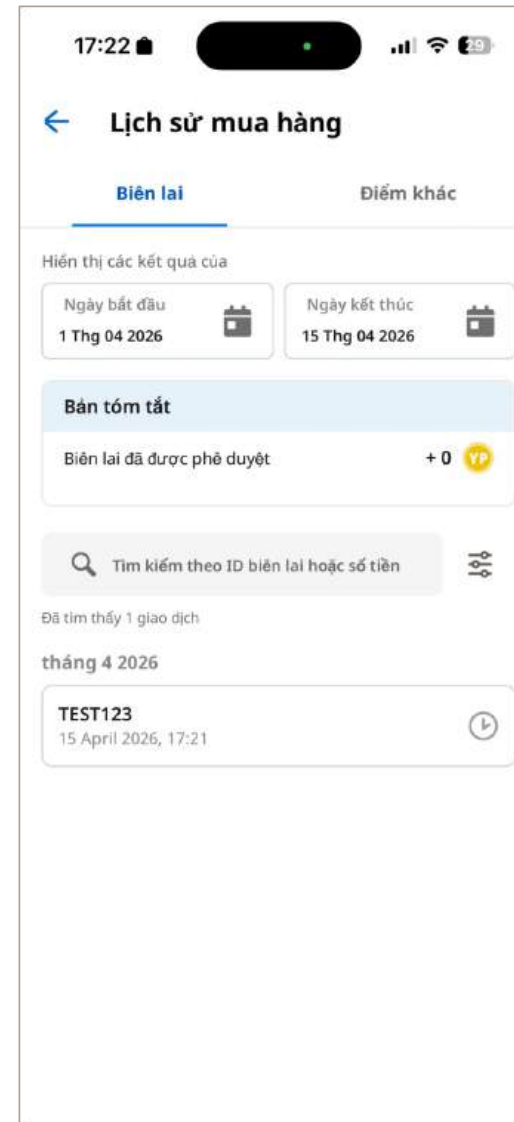 17:22
29
Lịch sử mua hàng
Biên lai
Điểm khác
Hiển thị các kết quả của
Ngày bắt đầu
1 Thg 04 2026
Ngày kết thúc
15 Thg 04 2026
Bản tóm tắt
Biên lai đã được phê duyệt
+ 0 YP
Tìm kiếm theo ID biên lai hoặc số tiền
Đã tìm thấy 1 giao dịch
tháng 4 2026
TEST123
15 April 2026, 17:21